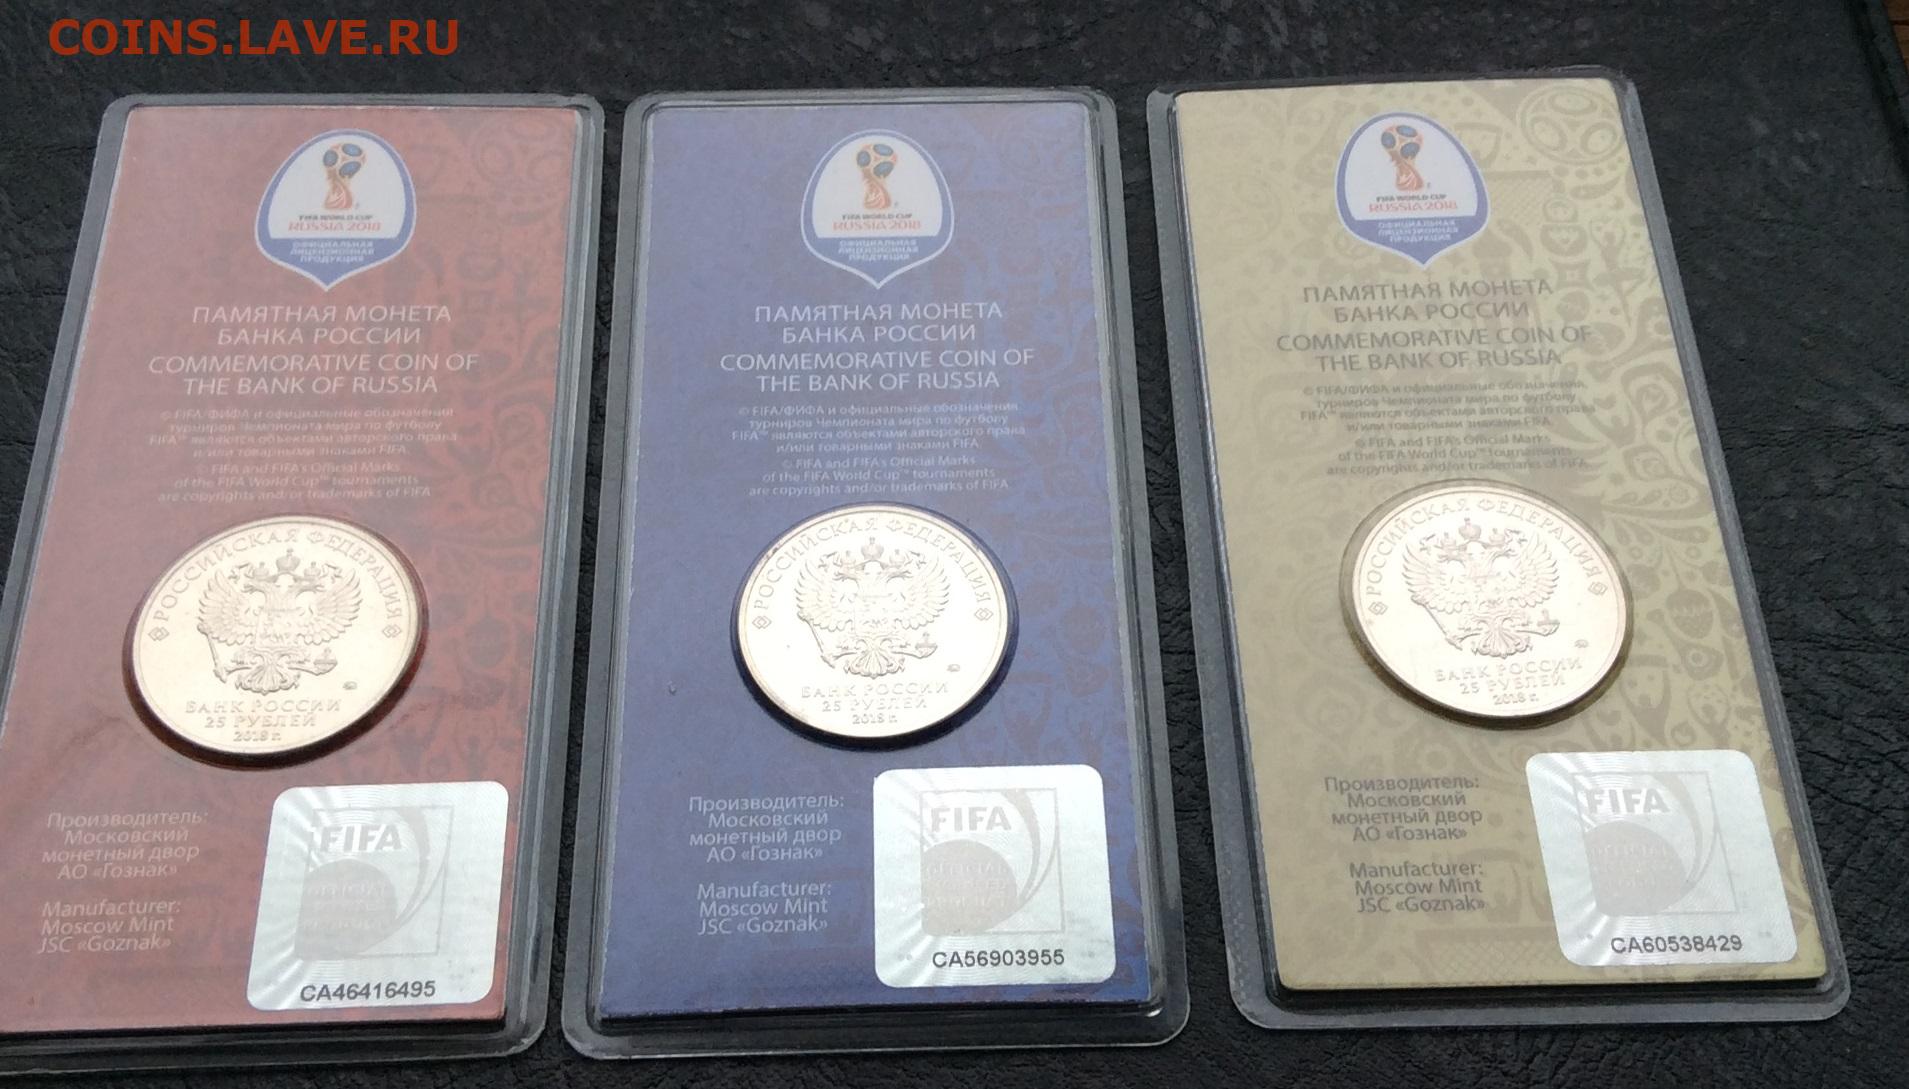 COINS.LAVE.RU
FIFA WORLD CUP
RUSSIA 2018
ОФИЦИАЛЬНАЯ
ЛИЦЕНЗИОННАЯ
ПРОДУКЦИЯ
ПАМЯТНАЯ МОНЕТА
БАНКА РОССИИ
COMMEMORATIVE COIN OF
THE BANK OF RUSSIA
© FIFA/ФИФА и официальные обозначения
турниров Чемпионата мира по футболу
FIFA™ являются объектами авторского права
и/или товарными знаками FIFA.
© FIFA and FIFA's Official Marks
of the FIFA World Cup™ tournaments
are copyrights and/or trademarks of FIFA
РОССИЙСКАЯ ФЕДЕРАЦИЯ
БАНК РОССИИ
25 РУБЛЕЙ
2018 г.
Производитель:
Московский
монетный двор
АО «Гознак»
Manufacturer:
Moscow Mint
JSC «Goznak»
FIFA
CA46416495
FIFA WORLD CUP
RUSSIA 2018
ОФИЦИАЛЬНАЯ
ЛИЦЕНЗИОННАЯ
ПРОДУКЦИЯ
ПАМЯТНАЯ МОНЕТА
БАНКА РОССИИ
COMMEMORATIVE COIN OF
THE BANK OF RUSSIA
© FIFA/ФИФА и официальные обозначения
турниров Чемпионата мира по футболу
FIFA™ являются объектами авторского права
и/или товарными знаками FIFA.
© FIFA and FIFA's Official Marks
of the FIFA World Cup™ tournaments
are copyrights and/or trademarks of FIFA
РОССИЙСКАЯ ФЕДЕРАЦИЯ
БАНК РОССИИ
25 РУБЛЕЙ
2018 г.
Производитель:
Московский
монетный двор
АО «Гознак»
Manufacturer:
Moscow Mint
JSC «Goznak»
FIFA
CA56903955
FIFA WORLD CUP
RUSSIA 2018
ОФИЦИАЛЬНАЯ
ЛИЦЕНЗИОННАЯ
ПРОДУКЦИЯ
ПАМЯТНАЯ МОНЕТА
БАНКА РОССИИ
COMMEMORATIVE COIN OF
THE BANK OF RUSSIA
© FIFA/ФИФА и официальные обозначения
турниров Чемпионата мира по футболу
FIFA™ являются объектами авторского права
и/или товарными знаками FIFA.
© FIFA and FIFA's Official Marks
of the FIFA World Cup™ tournaments
are copyrights and/or trademarks of FIFA
РОССИЙСКАЯ ФЕДЕРАЦИЯ
БАНК РОССИИ
25 РУБЛЕЙ
2018 г.
Производитель:
Московский
монетный двор
АО «Гознак»
Manufacturer:
Moscow Mint
JSC «Goznak»
FIFA
CA60538429